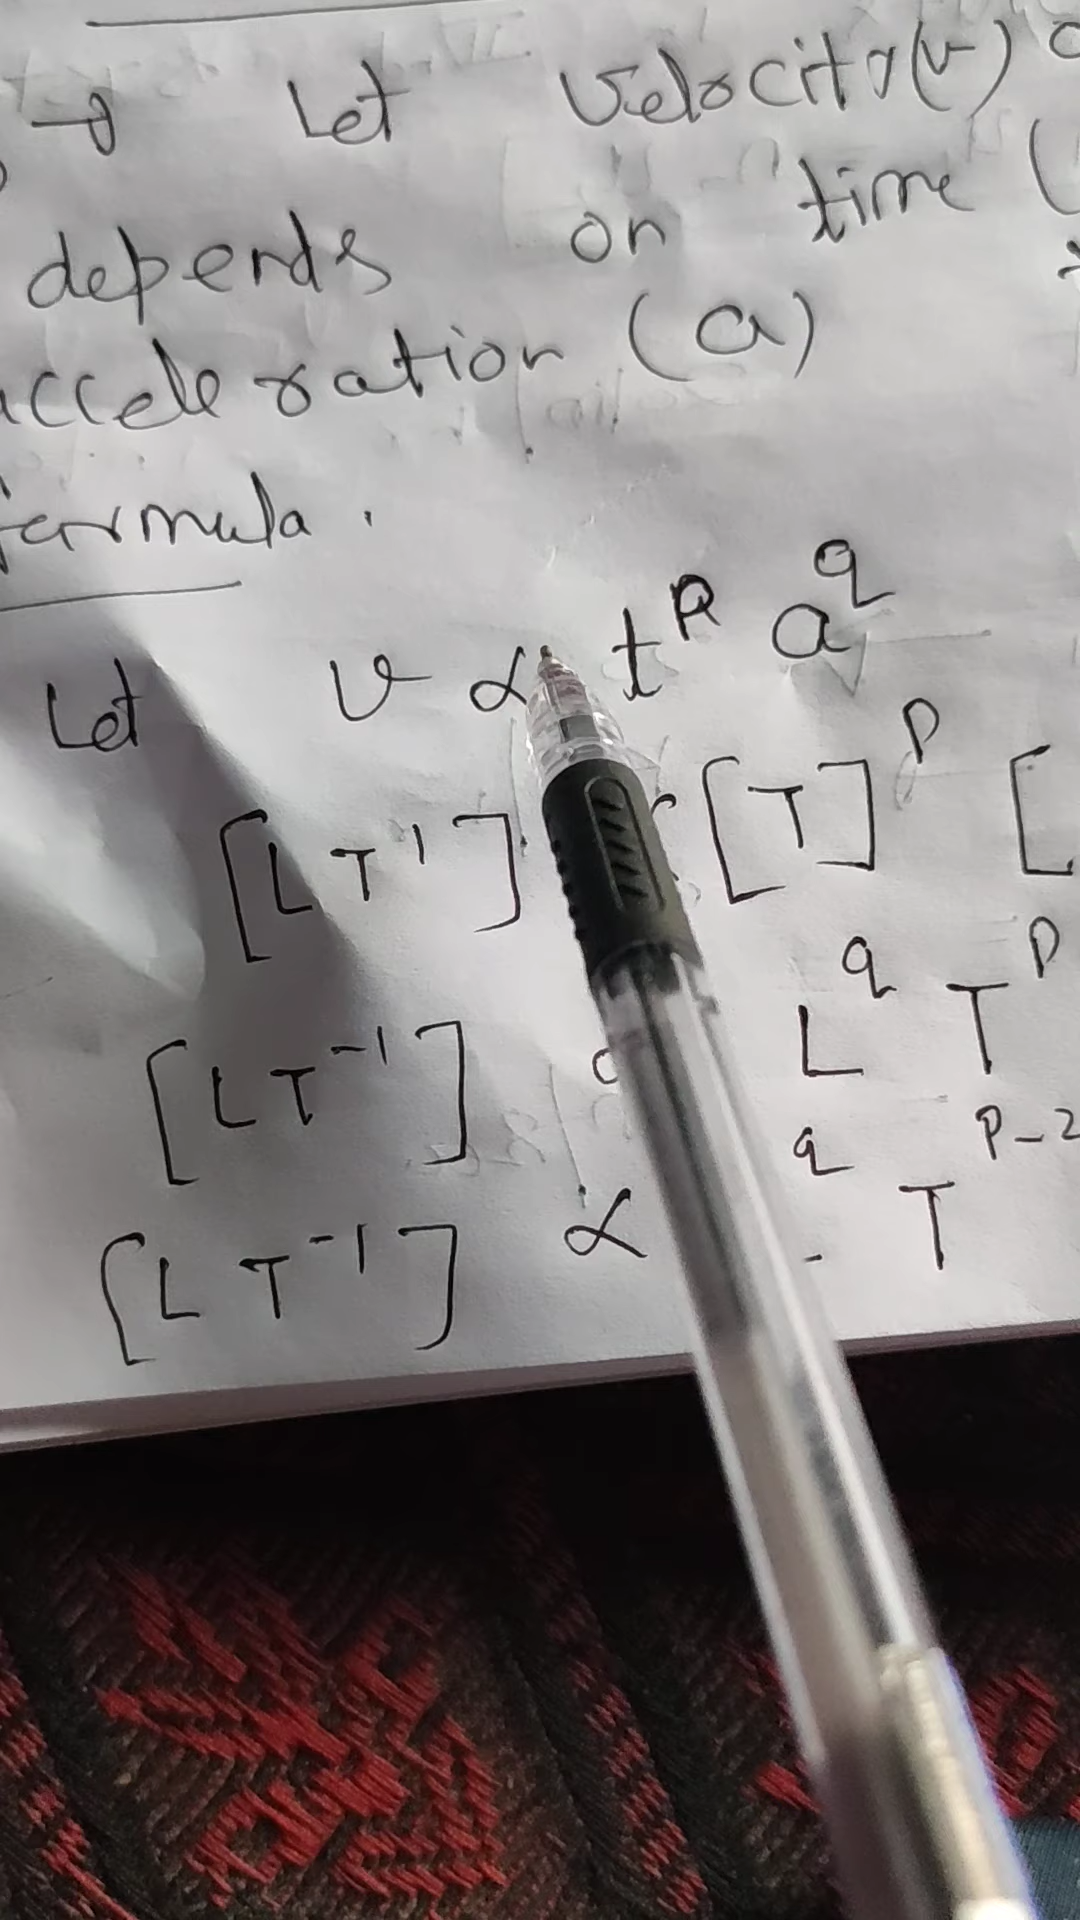 → Let velocity(v)
depends on time (
acceleration (a)
formula.
Let v ∝ t^P a^q
[LT^-1] [T]^P [
[LT^-1] L^q T^P
[LT^-1] ∝ T^P-2